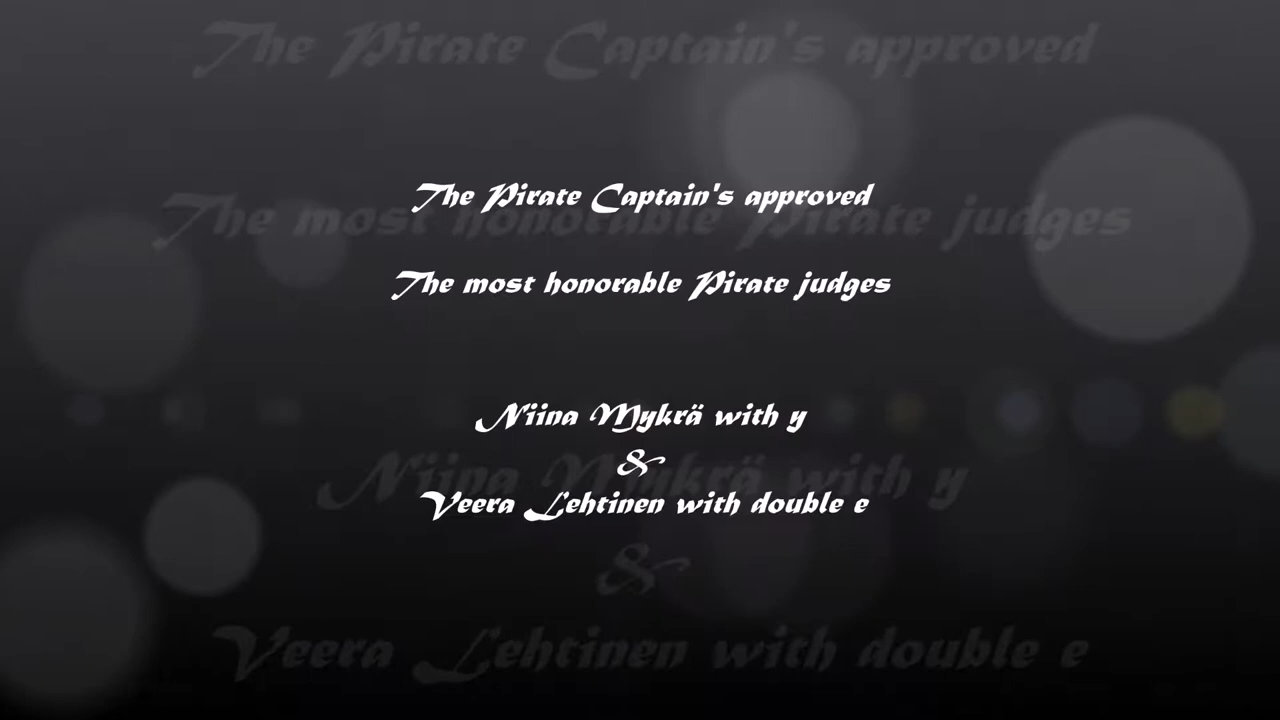 The Pirate Captain's approved
The most honorable Pirate judges
Niina Mykrä with y
&
Veera Lehtinen with double e